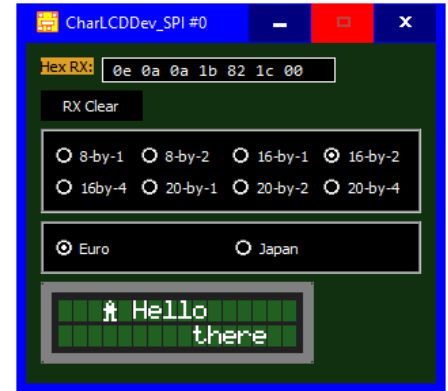 CharLCDDev_SPI #0
Hex RX: 0e 0a 0a 1b 82 1c 00
RX Clear
8-by-1 8-by-2 16-by-1 16-by-2
16by-4 20-by-1 20-by-2 20-by-4
Euro Japan
Hello
there